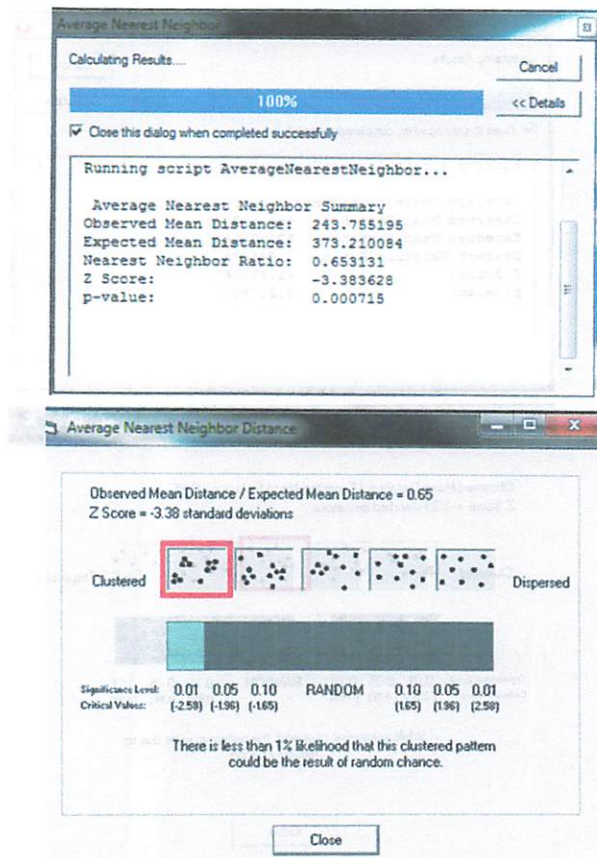 Average Nearest Neighbor
Calculating Results....
Cancel
100%
<< Details
Close this dialog when completed successfully
Running script AverageNearestNeighbor...
Average Nearest Neighbor Summary
Observed Mean Distance: 243.755195
Expected Mean Distance: 373.210084
Nearest Neighbor Ratio: 0.653131
Z Score: -3.383628
p-value: 0.000715
Average Nearest Neighbor Distance
Observed Mean Distance / Expected Mean Distance = 0.65
Z Score = -3.38 standard deviations
Clustered
Dispersed
Significance Level: 0.01 0.05 0.10 RANDOM 0.10 0.05 0.01
Critical Values: (-2.58) (-1.96) (-1.65) (1.65) (1.96) (2.58)
There is less than 1% likelihood that this clustered pattern
could be the result of random chance.
Close